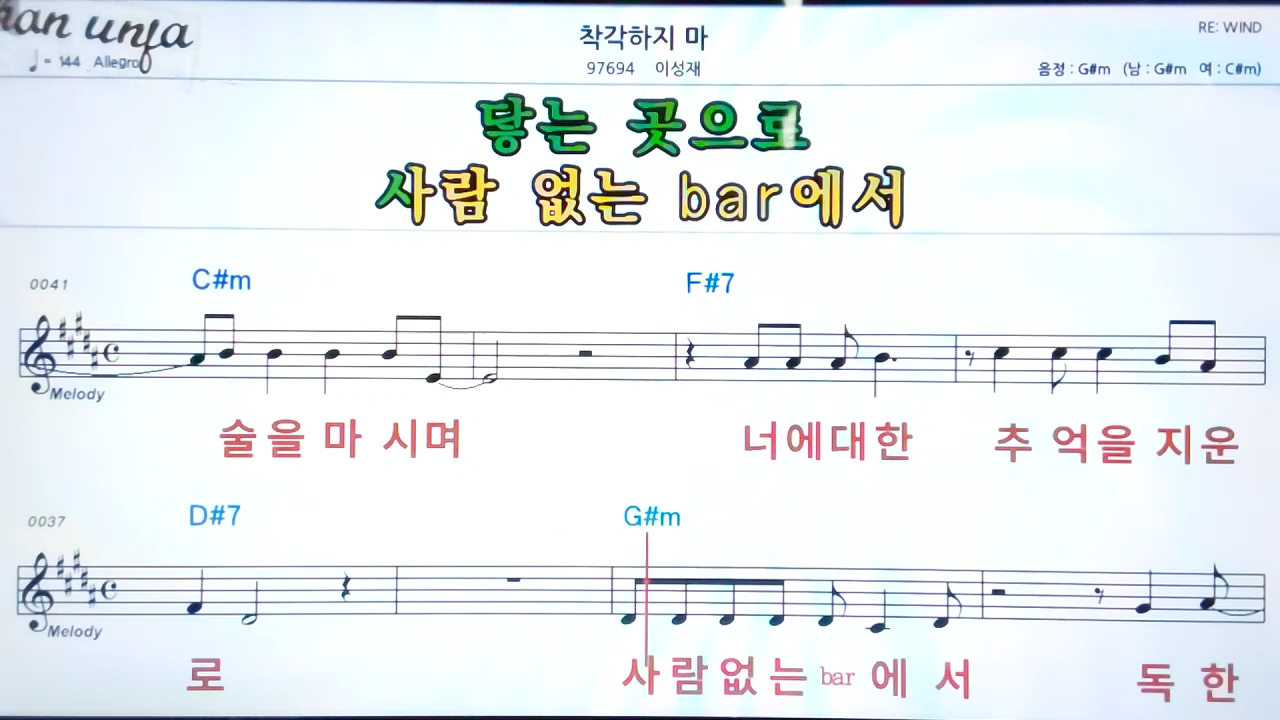 han unfa
♩= 144 Allegro
착각하지 마
97694 이성재
RE: WIND
음정 : G#m (남 : G#m 여 : C#m)
닿는 곳으로
사람 없는 bar에서
0041
C#m F#7
Melody
술을 마 시며 너에대한 추 억을 지운
0037
D#7 G#m
Melody
로 사람없는 bar 에 서 독 한